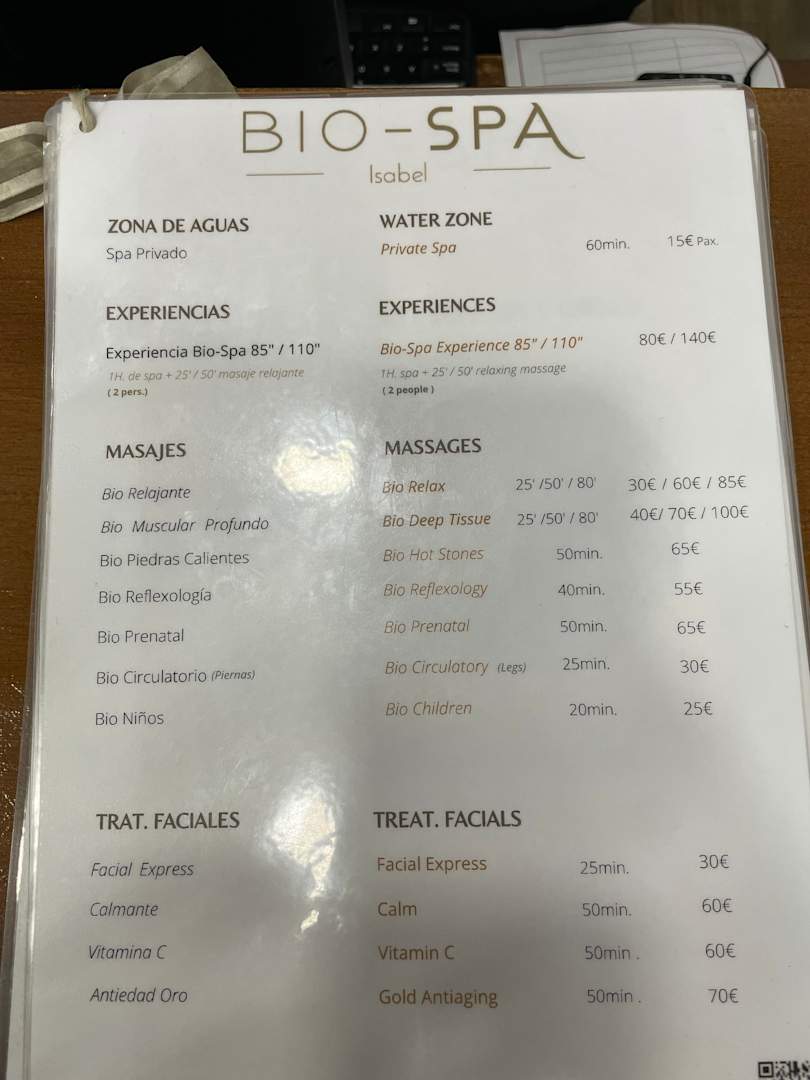 BIO-SPA
Isabel
ZONA DE AGUAS WATER ZONE
Spa Privado Private Spa 60min. 15€ Pax.
EXPERIENCIAS EXPERIENCES
Experiencia Bio-Spa 85" / 110" Bio-Spa Experience 85" / 110" 80€ / 140€
1H. de spa + 25' / 50' masaje relajante 1H. spa + 25' / 50' relaxing massage
( 2 pers.) ( 2 people )
MASAJES MASSAGES
Bio Relajante Bio Relax 25' /50' / 80' 30€ / 60€ / 85€
Bio Muscular Profundo Bio Deep Tissue 25' /50' / 80' 40€/ 70€ / 100€
Bio Piedras Calientes Bio Hot Stones 50min. 65€
Bio Reflexología Bio Reflexology 40min. 55€
Bio Prenatal Bio Prenatal 50min. 65€
Bio Circulatorio (Piernas) Bio Circulatory (Legs) 25min. 30€
Bio Niños Bio Children 20min. 25€
TRAT. FACIALES TREAT. FACIALS
Facial Express Facial Express 25min. 30€
Calmante Calm 50min. 60€
Vitamina C Vitamin C 50min . 60€
Antiedad Oro Gold Antiaging 50min . 70€